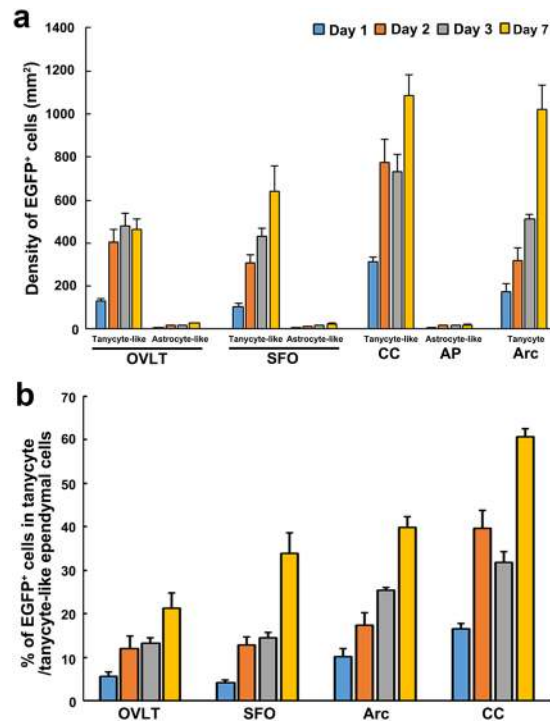 a
Day 1 Day 2 Day 3 Day 7
Density of EGFP⁺ cells (mm²)
1400
1200
1000
800
600
400
200
0
Tanycyte-like Astrocyte-like Tanycyte-like Astrocyte-like Tanycyte-like Astrocyte-like Tanycyte
OVLT SFO CC AP Arc
b
% of EGFP⁺ cells in tanycyte
/tanycyte-like ependymal cells
70
60
50
40
30
20
10
0
OVLT SFO Arc CC